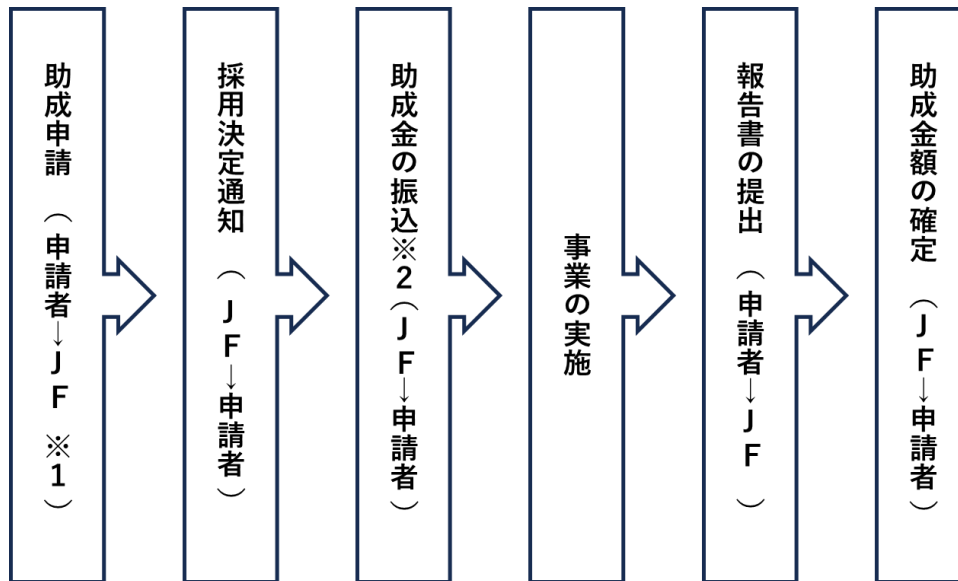 助成申請（申請者→JF※1）
採用決定通知（JF→申請者）
助成金の振込※2（JF→申請者）
事業の実施
報告書の提出（申請者→JF）
助成金額の確定（JF→申請者）